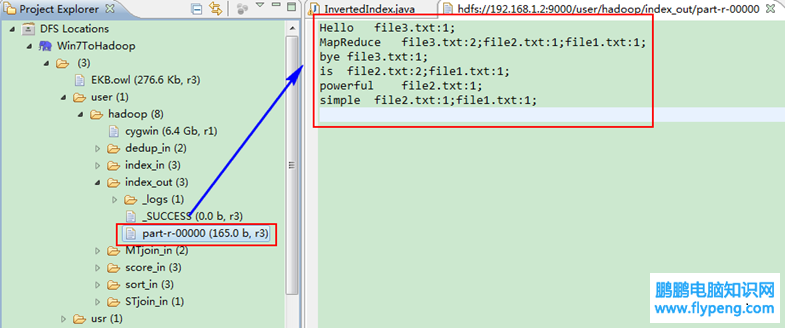 Project Explorer
DFS Locations
Win7ToHadoop
(3)
EKB.owl (276.6 Kb, r3)
user (1)
hadoop (8)
cygwin (6.4 Gb, r1)
dedup_in (2)
index_in (3)
index_out (3)
_logs (1)
_SUCCESS (0.0 b, r3)
part-r-00000 (165.0 b, r3)
MTjoin_in (2)
score_in (3)
sort_in (3)
STjoin_in (1)
usr (1)
InvertedIndex.java
hdfs://192.168.1.2:9000/user/hadoop/index_out/part-r-00000
Hello file3.txt:1;
MapReduce file3.txt:2;file2.txt:1;file1.txt:1;
bye file3.txt:1;
is file2.txt:2;file1.txt:1;
powerful file2.txt:1;
simple file2.txt:1;file1.txt:1;
鹏鹏电脑知识网
www.flypeng.com